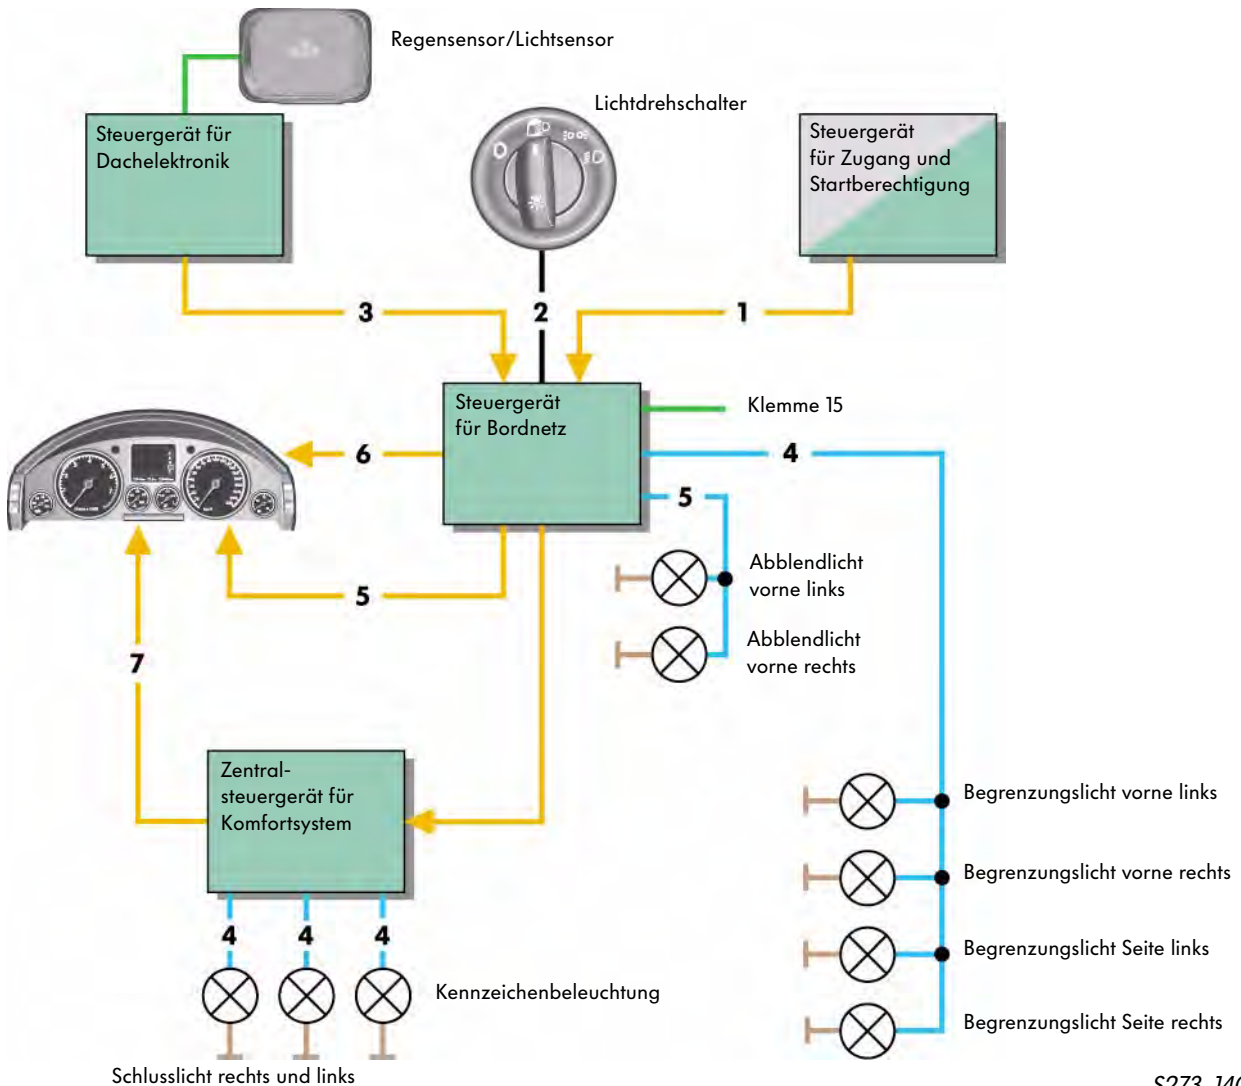 Regensensor/Lichtsensor
Lichtdrehschalter
Steuergerät für
Dachelektronik
Steuergerät
für Zugang und
Startberechtigung
3
2
1
Steuergerät
für Bordnetz
Klemme 15
6
4
5
Abblendlicht
vorne links
5
Abblendlicht
vorne rechts
7
Zentral-
steuergerät für
Komfortsystem
Begrenzungslicht vorne links
Begrenzungslicht vorne rechts
4
4
4
Begrenzungslicht Seite links
Kennzeichenbeleuchtung
Begrenzungslicht Seite rechts
Schlusslicht rechts und links